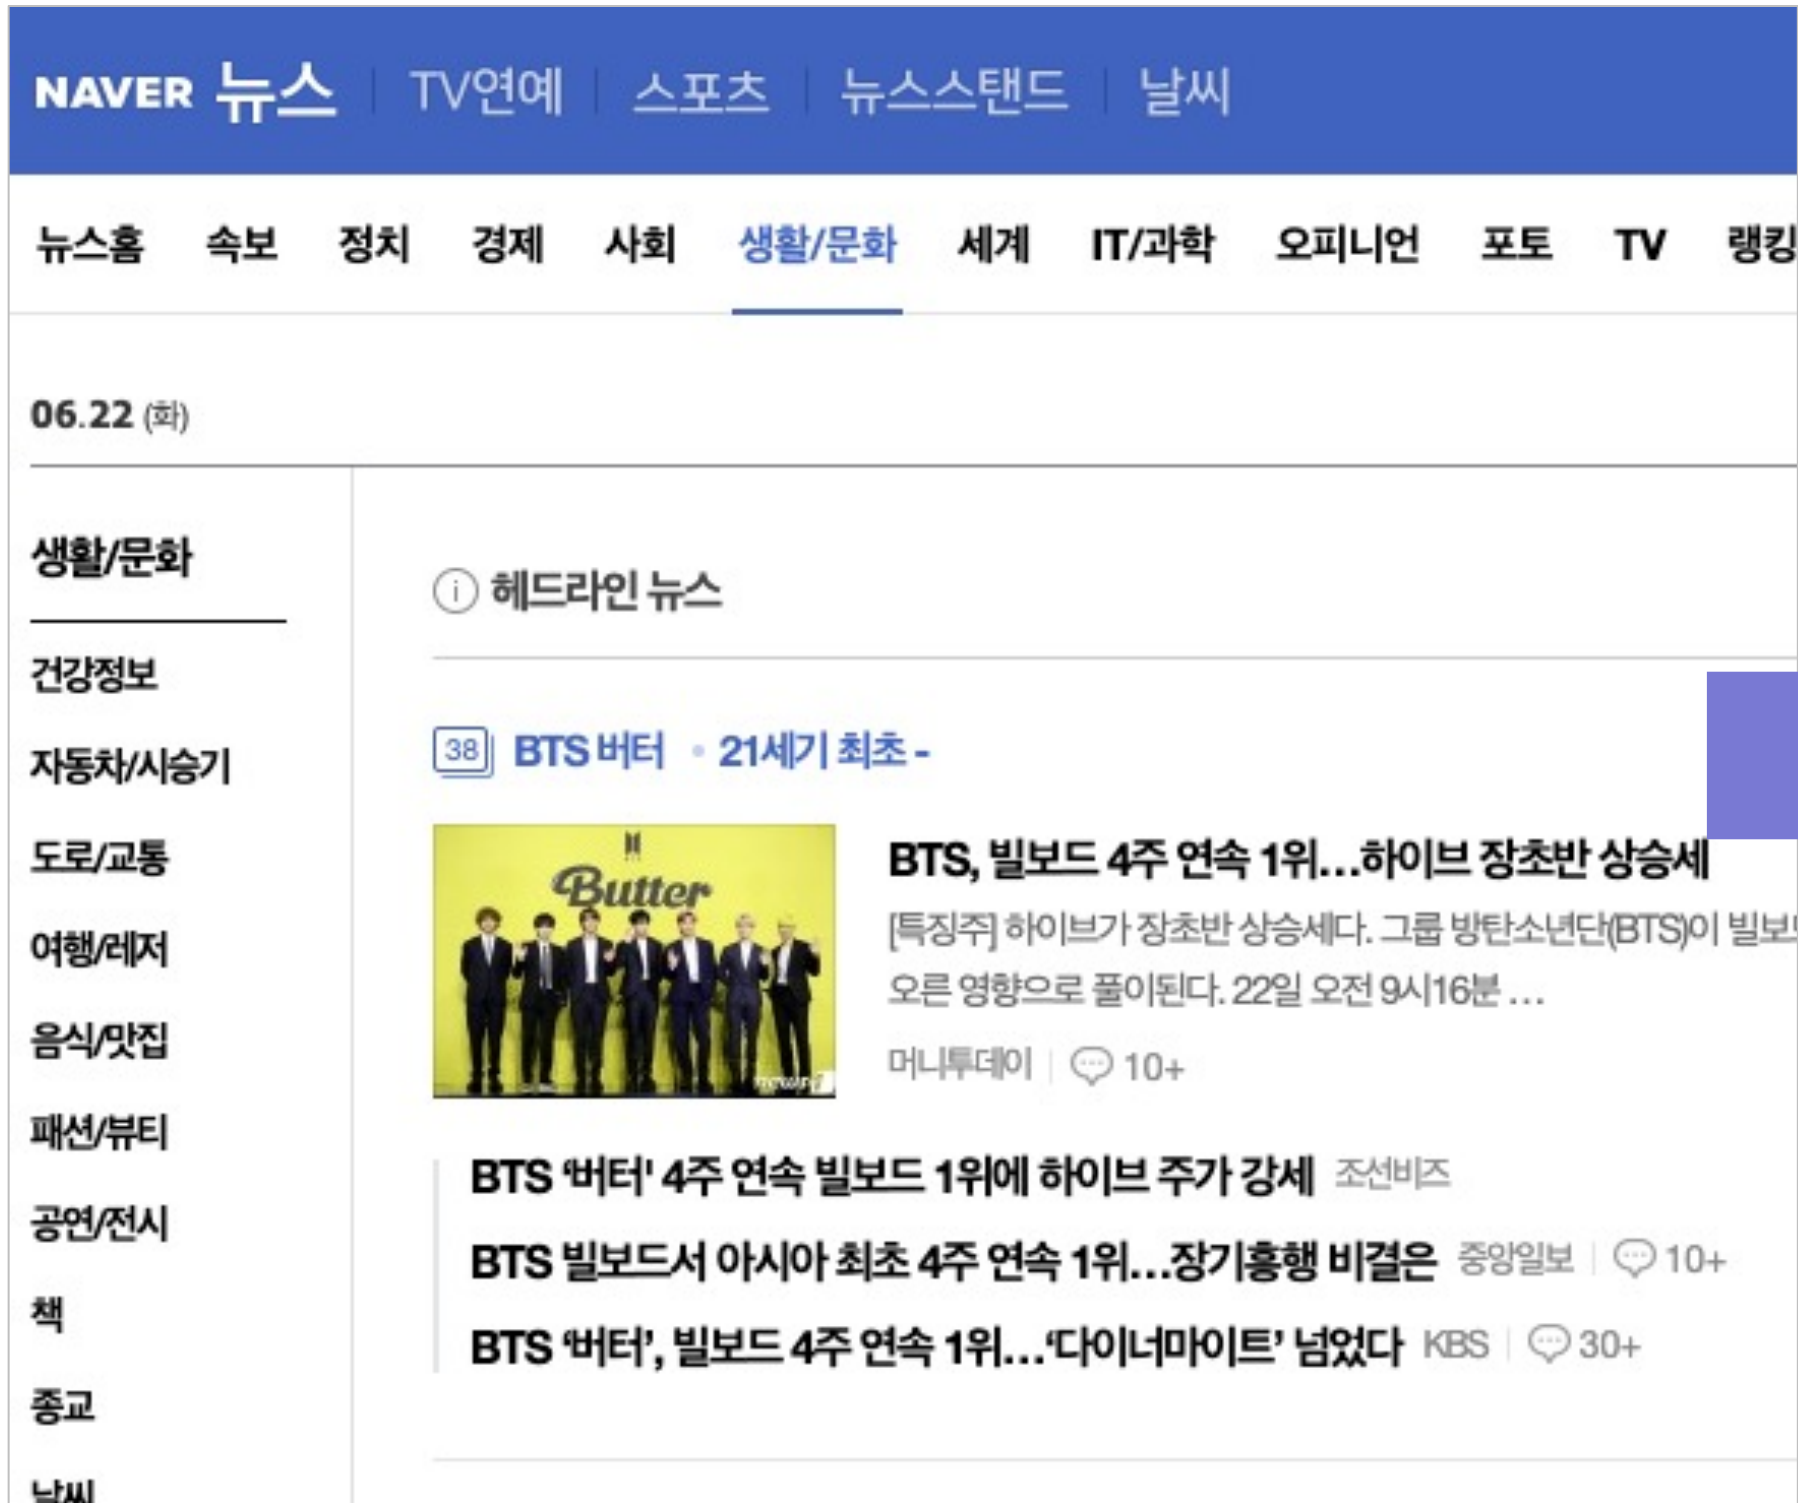 NAVER 뉴스 TV연예 스포츠 뉴스스탠드 날씨
뉴스홈 속보 정치 경제 사회 생활/문화 세계 IT/과학 오피니언 포토 TV 랭킹
06.22 (화)
생활/문화
건강정보
자동차/시승기
도로/교통
여행/레저
음식/맛집
패션/뷰티
공연/전시
책
종교
날씨
헤드라인 뉴스
38 BTS 버터 • 21세기 최초 -
Butter
news1
BTS, 빌보드 4주 연속 1위...하이브 장초반 상승세
[특징주] 하이브가 장초반 상승세다. 그룹 방탄소년단(BTS)이 빌보
오른 영향으로 풀이된다. 22일 오전 9시16분 ...
머니투데이 10+
BTS ‘버터' 4주 연속 빌보드 1위에 하이브 주가 강세 조선비즈
BTS 빌보드서 아시아 최초 4주 연속 1위...장기흥행 비결은 중앙일보 10+
BTS ‘버터’, 빌보드 4주 연속 1위...‘다이너마이트’ 넘었다 KBS 30+